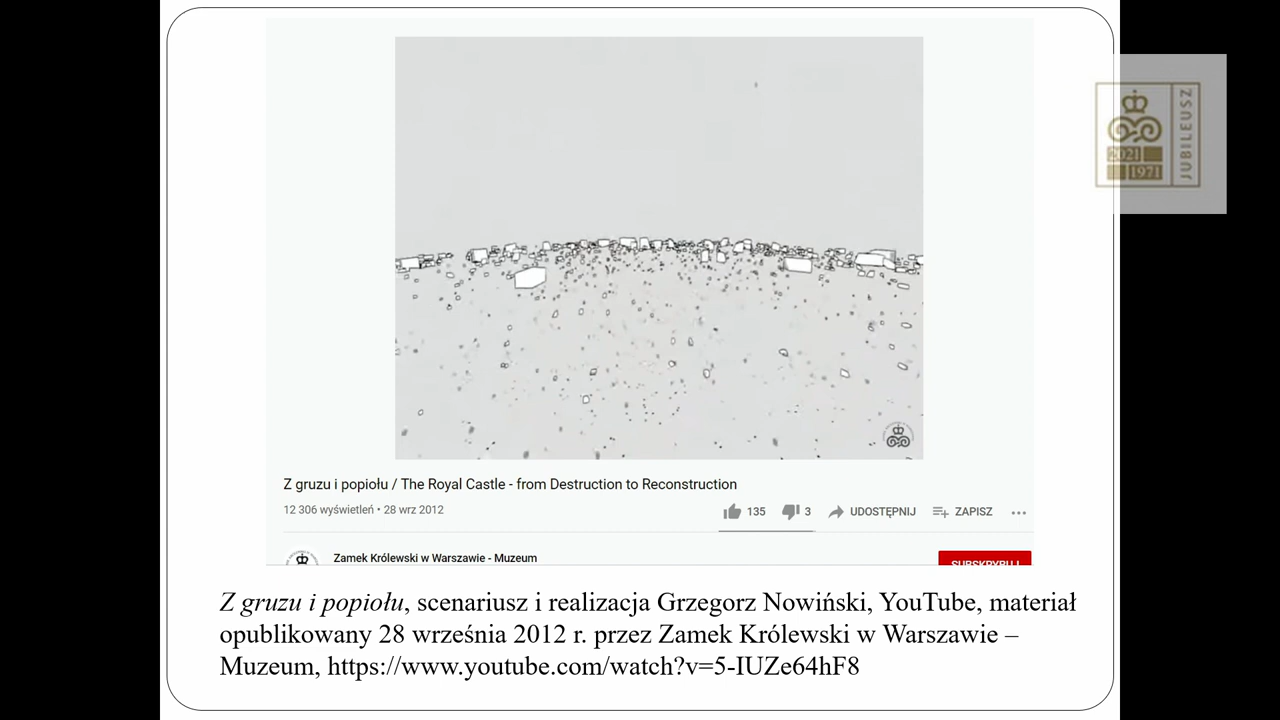 2021
1971
JUBILEUSZ
Z gruzu i popiołu / The Royal Castle - from Destruction to Reconstruction
12 306 wyświetleń • 28 wrz 2012
135 3 UDOSTĘPNIJ ZAPISZ
Zamek Królewski w Warszawie - Muzeum
SUBSKRYBUJ
Z gruzu i popiołu, scenariusz i realizacja Grzegorz Nowiński, YouTube, materiał
opublikowany 28 września 2012 r. przez Zamek Królewski w Warszawie –
Muzeum, https://www.youtube.com/watch?v=5-IUZe64hF8